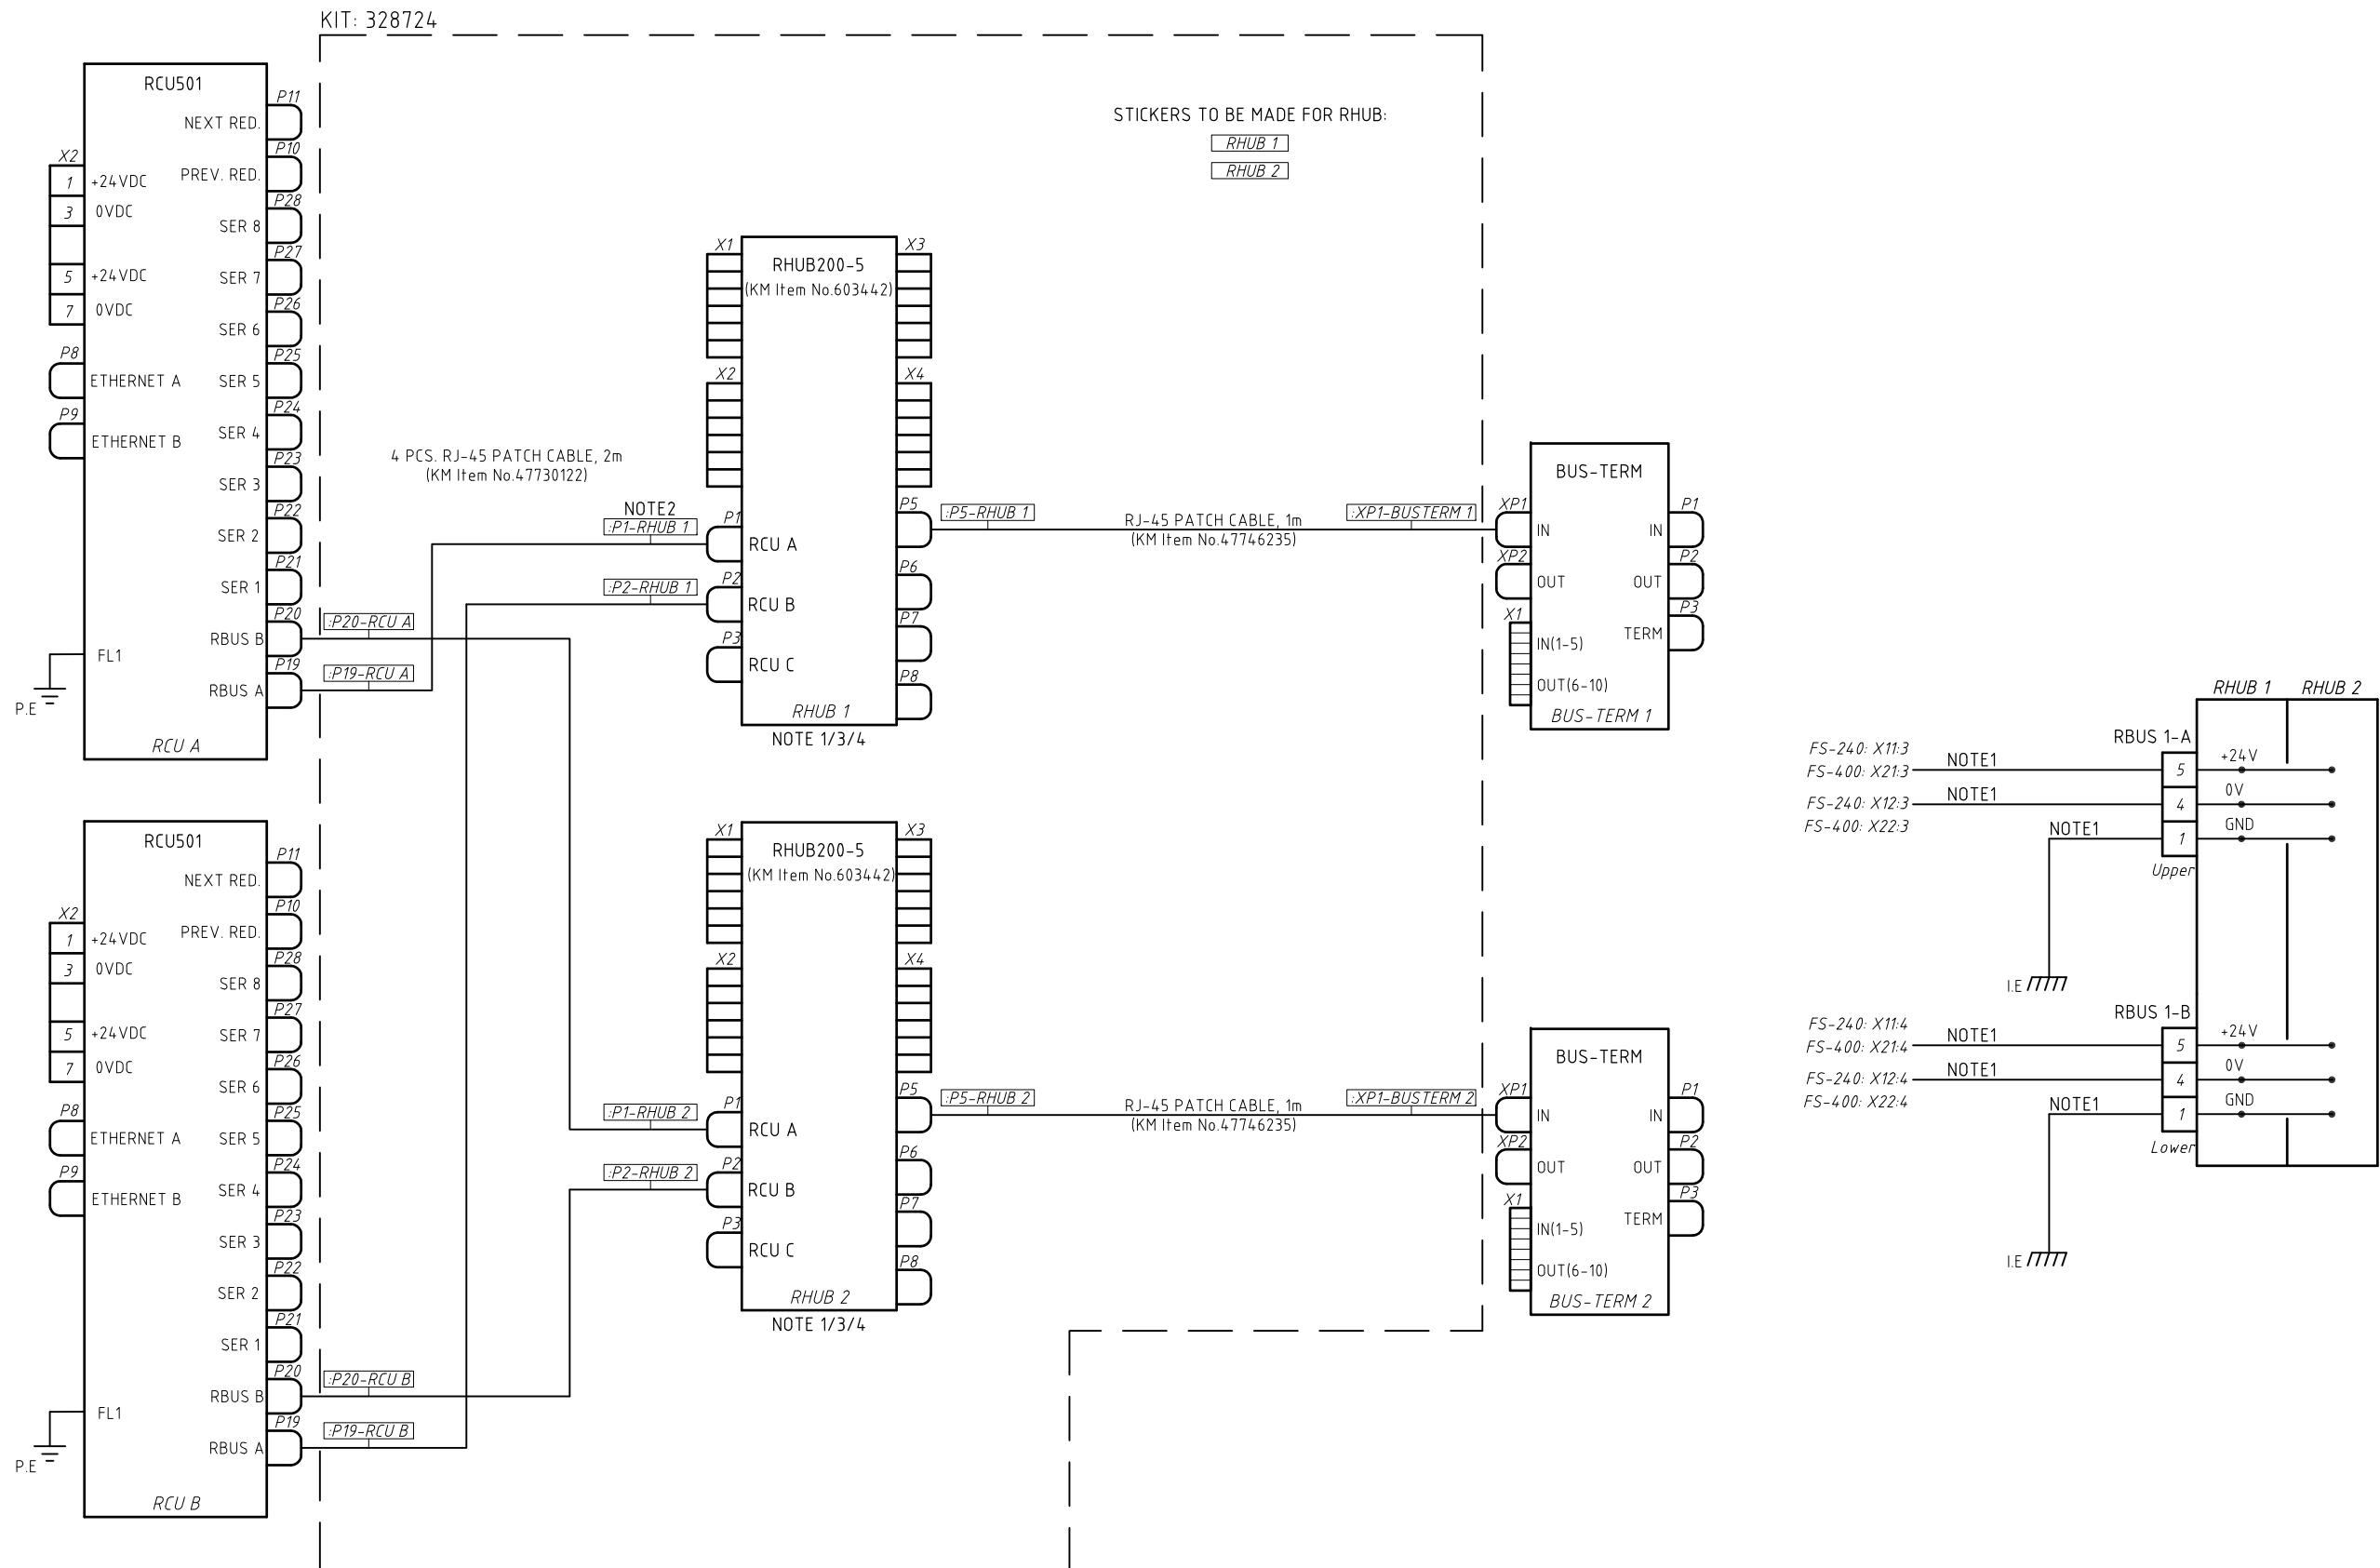 KIT: 328724
RCU501
P11
NEXT RED.
P10
PREV. RED.
X2
1 +24VDC
3 0VDC
5 +24VDC
7 0VDC
P28
SER 8
P27
SER 7
P26
SER 6
P8
ETHERNET A
P25
SER 5
P9
ETHERNET B
P24
SER 4
P23
SER 3
P22
SER 2
P21
SER 1
P20
RBUS B
FL1
P19
RBUS A
P.E
RCU A
:P20-RCU A
:P19-RCU A
RCU501
P11
NEXT RED.
P10
PREV. RED.
X2
1 +24VDC
3 0VDC
5 +24VDC
7 0VDC
P28
SER 8
P27
SER 7
P26
SER 6
P8
ETHERNET A
P25
SER 5
P9
ETHERNET B
P24
SER 4
P23
SER 3
P22
SER 2
P21
SER 1
P20
RBUS B
FL1
P19
RBUS A
P.E
RCU B
:P20-RCU B
:P19-RCU B
4 PCS. RJ-45 PATCH CABLE, 2m
(KM Item No.47730122)
NOTE2
:P1-RHUB 1
:P2-RHUB 1
X1
X3
RHUB200-5
(KM Item No.603442)
X2
X4
P1
RCU A
P2
RCU B
P3
RCU C
P5
P6
P7
P8
RHUB 1
NOTE 1/3/4
:P1-RHUB 2
:P2-RHUB 2
X1
X3
RHUB200-5
(KM Item No.603442)
X2
X4
P1
RCU A
P2
RCU B
P3
RCU C
P5
P6
P7
P8
RHUB 2
NOTE 1/3/4
STICKERS TO BE MADE FOR RHUB:
RHUB 1
RHUB 2
:P5-RHUB 1
RJ-45 PATCH CABLE, 1m
(KM Item No.47746235)
:XP1-BUSTERM 1
BUS-TERM
XP1
IN
XP2
OUT
X1
IN(1-5)
OUT(6-10)
P1
IN
P2
OUT
P3
TERM
BUS-TERM 1
:P5-RHUB 2
RJ-45 PATCH CABLE, 1m
(KM Item No.47746235)
:XP1-BUSTERM 2
BUS-TERM
XP1
IN
XP2
OUT
X1
IN(1-5)
OUT(6-10)
P1
IN
P2
OUT
P3
TERM
BUS-TERM 2
RHUB 1 RHUB 2
RBUS 1-A
FS-240: X11:3
FS-400: X21:3
NOTE1
5
+24V
FS-240: X12:3
FS-400: X22:3
NOTE1
4
0V
NOTE1
1
GND
Upper
I.E
RBUS 1-B
FS-240: X11:4
FS-400: X21:4
NOTE1
5
+24V
FS-240: X12:4
FS-400: X22:4
NOTE1
4
0V
NOTE1
1
GND
Lower
I.E